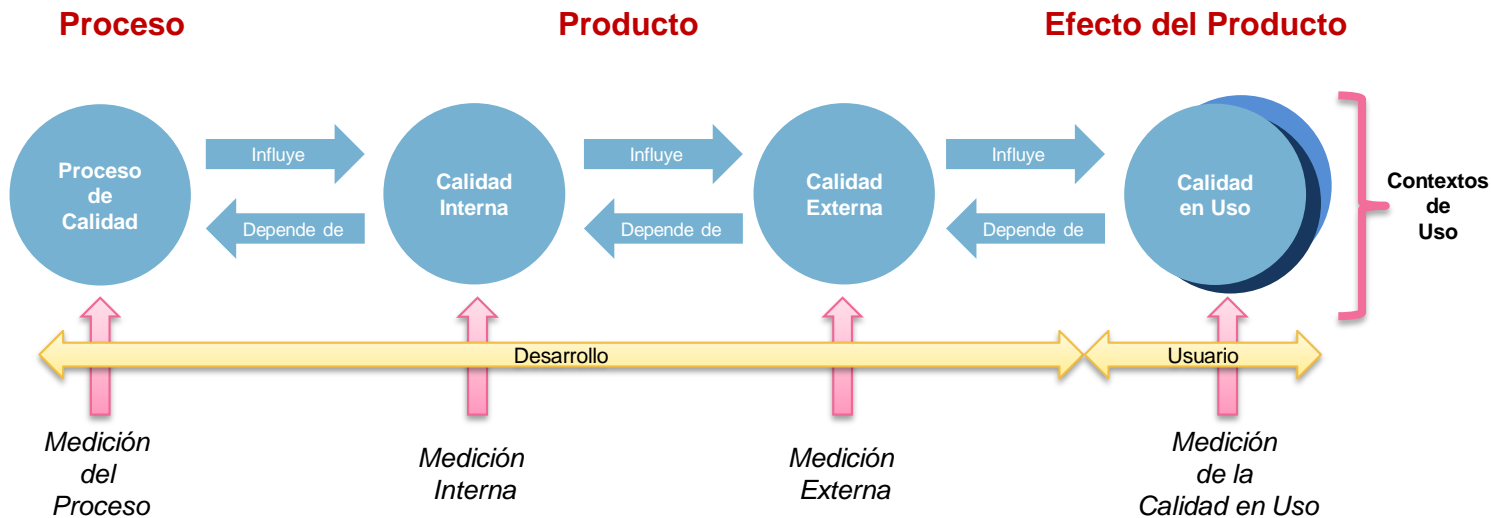 Proceso
Producto
Efecto del Producto
Proceso
de
Calidad
Influye
Depende de
Calidad
Interna
Influye
Depende de
Calidad
Externa
Influye
Depende de
Calidad
en Uso
Contextos
de
Uso
Desarrollo
Usuario
Medición
del
Proceso
Medición
Interna
Medición
Externa
Medición
de la
Calidad en Uso